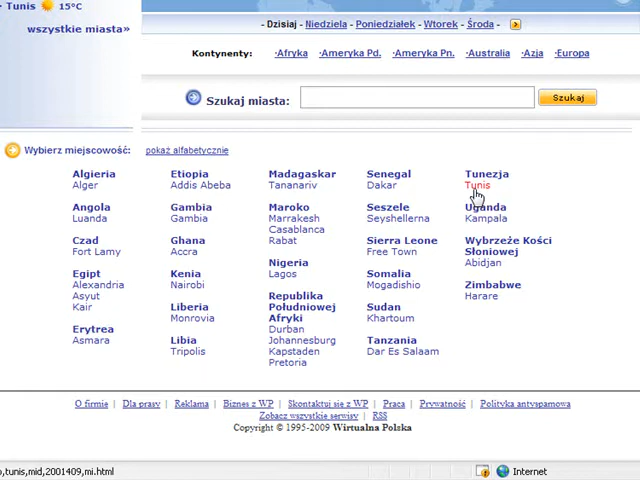 · Tunis 15°C
wszystkie miasta»
- Dzisiaj - Niedziela - Poniedziałek - Wtorek - Środa -
Kontynenty: ·Afryka ·Ameryka Pd. ·Ameryka Pn. ·Australia ·Azja ·Europa
Szukaj miasta: Szukaj
Wybierz miejscowość: pokaż alfabetycznie
Algieria
Alger
Angola
Luanda
Czad
Fort Lamy
Egipt
Alexandria
Asyut
Kair
Erytrea
Asmara
Etiopia
Addis Abeba
Gambia
Gambia
Ghana
Accra
Kenia
Nairobi
Liberia
Monrovia
Libia
Tripolis
Madagaskar
Tananariv
Maroko
Marrakesh
Casablanca
Rabat
Nigeria
Lagos
Republika
Południowej
Afryki
Durban
Johannesburg
Kapstaden
Pretoria
Senegal
Dakar
Seszele
Seyshellerna
Sierra Leone
Free Town
Somalia
Mogadishio
Sudan
Khartoum
Tanzania
Dar Es Salaam
Tunezja
Tunis
Uganda
Kampala
Wybrzeże Kości
Słoniowej
Abidjan
Zimbabwe
Harare
O firmie | Dla prasy | Reklama | Biznes z WP | Skontaktuj się z WP | Praca | Prywatność | Polityka antyspamowa
Zobacz wszystkie serwisy | RSS
Copyright © 1995-2009 Wirtualna Polska
,tunis,mid,2001409,mi.html Internet